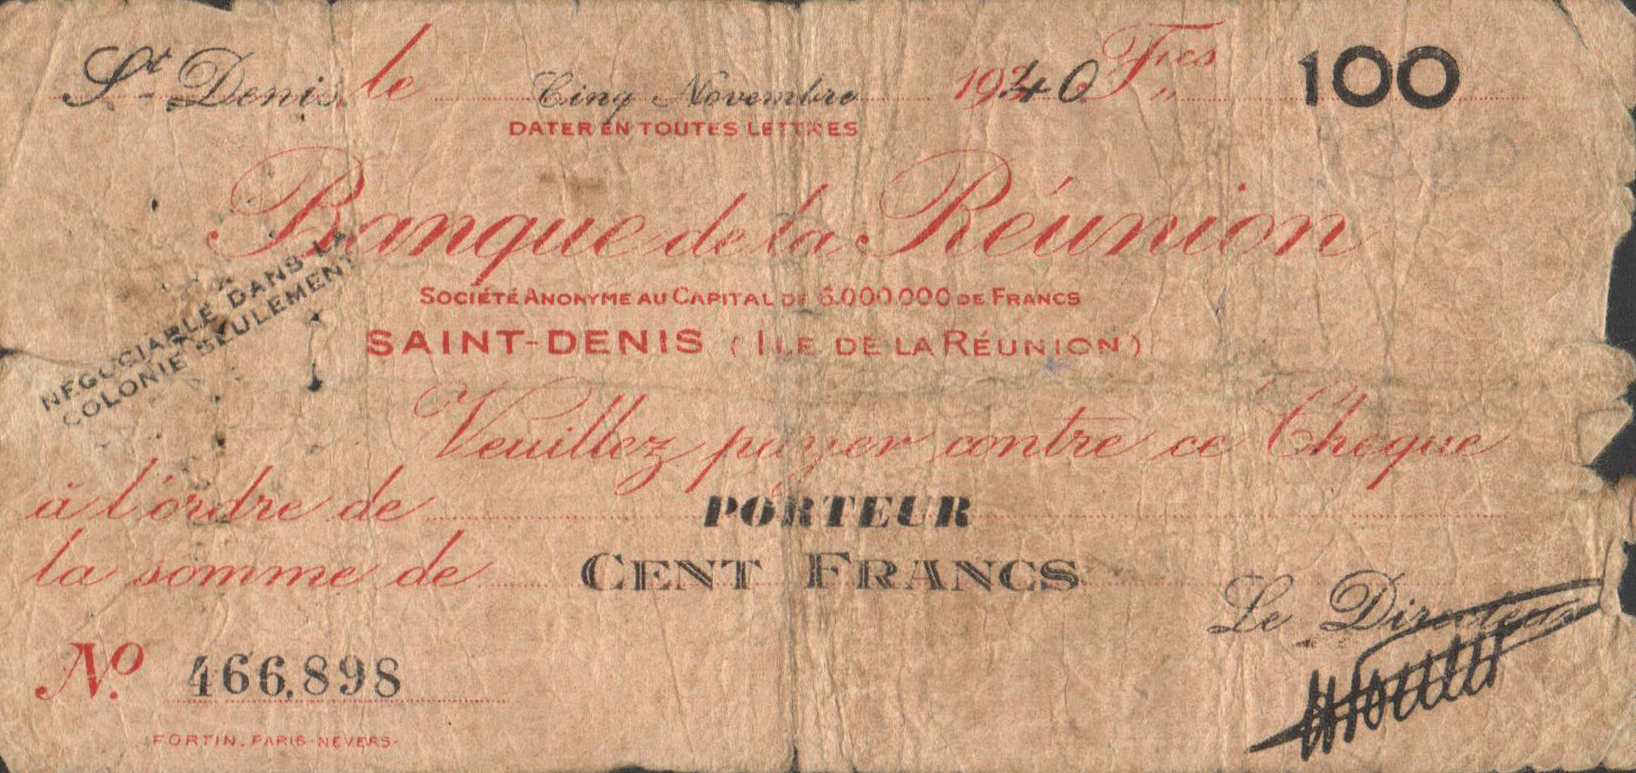 St. Denis, le Cinq Novembre 1940 Frcs 100
DATER EN TOUTES LETTRES
Banque de la Réunion
SOCIÉTÉ ANONYME AU CAPITAL DE 6.000.000 DE FRANCS
SAINT-DENIS (ILE DE LA RÉUNION)
NÉGOCIABLE DANS LA
COLONIE SEULEMENT
Veuillez payer contre ce Chèque
à l'ordre de PORTEUR
la somme de CENT FRANCS
Le Directeur
No. 466,898
FORTIN, PARIS-NEVERS-